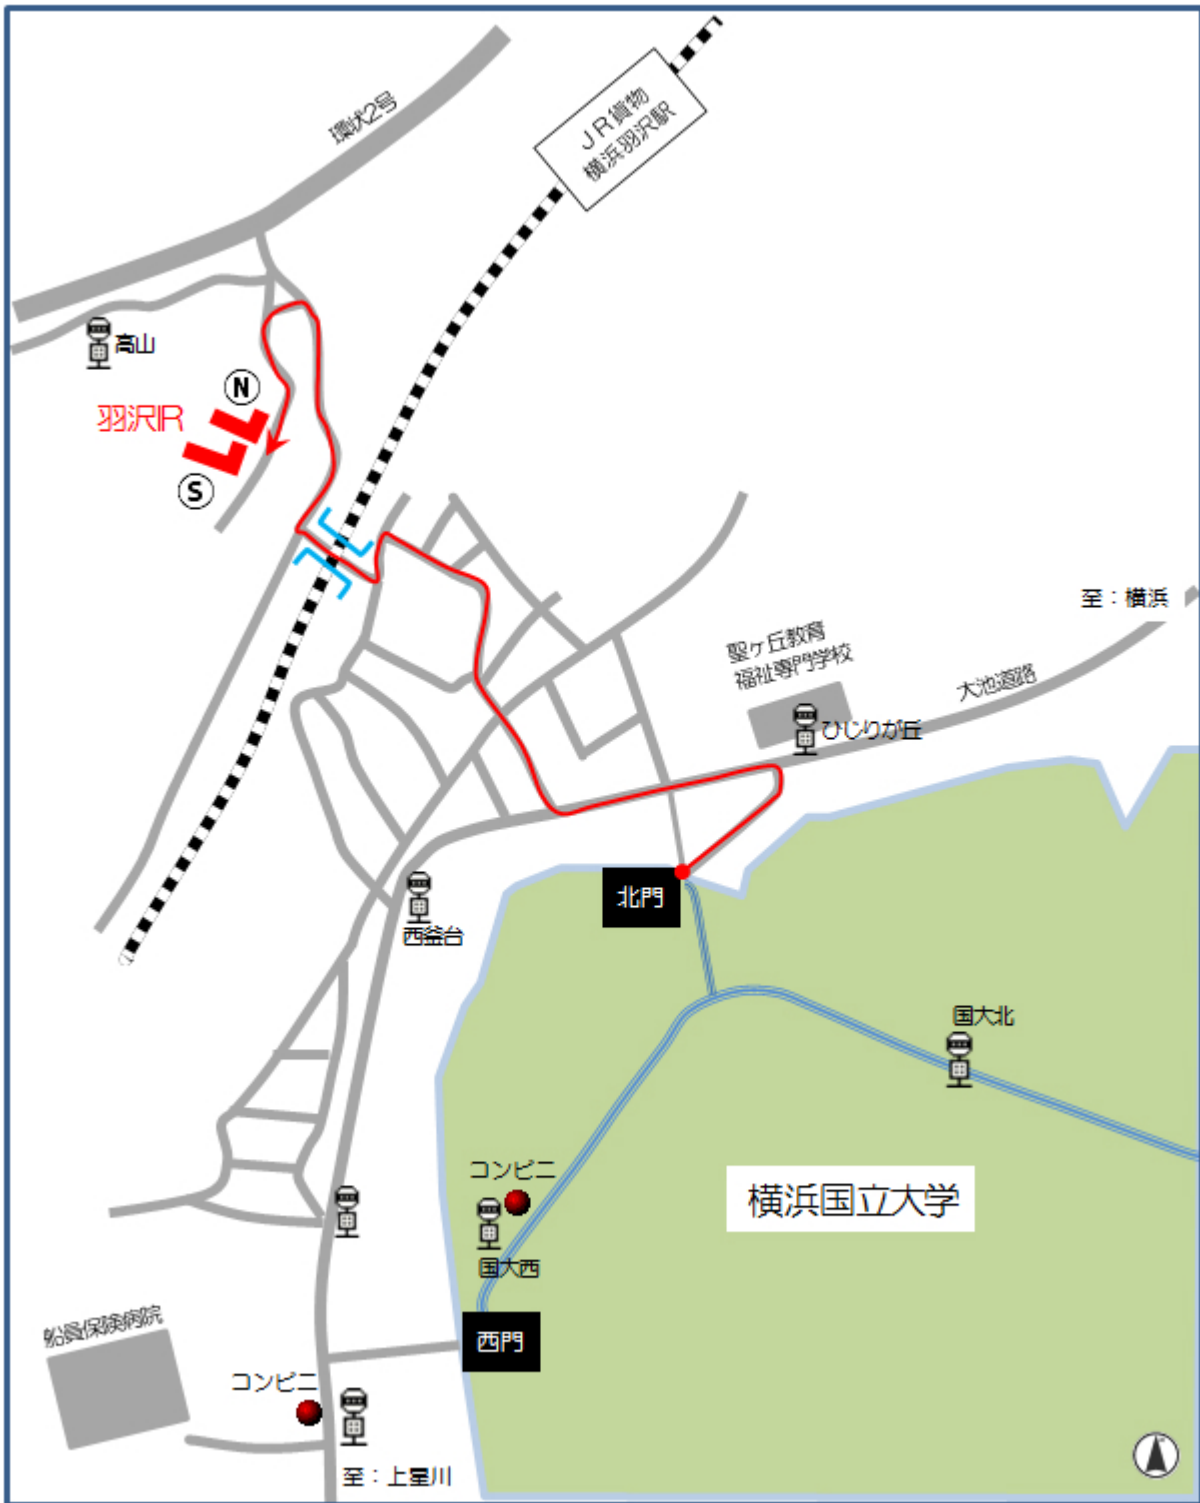 環状2号
JR貨物
横浜羽沢駅
高山
N
羽沢IR
S
至：横浜
聖ヶ丘教育
福祉専門学校
大池道路
ひじりが丘
北門
西釜台
国大北
コンビニ
横浜国立大学
国大西
船員保険病院
西門
コンビニ
至：上星川